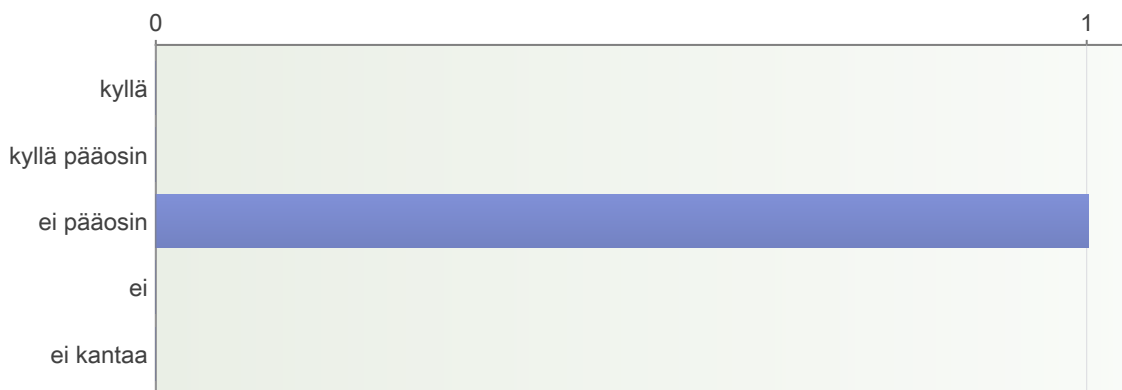 0 1
kyllä
kyllä pääosin
ei pääosin
ei
ei kantaa